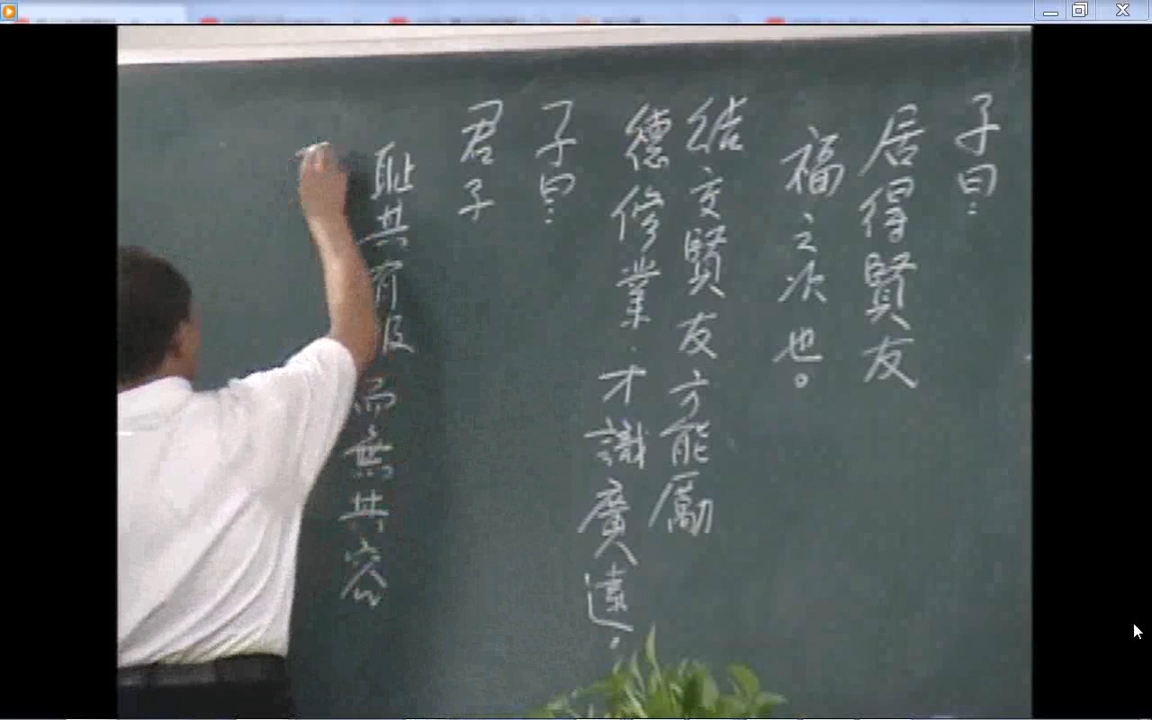 子曰：
居得賢友
福之次也。
結交賢友方能勵
德修業．才識廣遠。
子曰：
君子
恥其有服而無其容